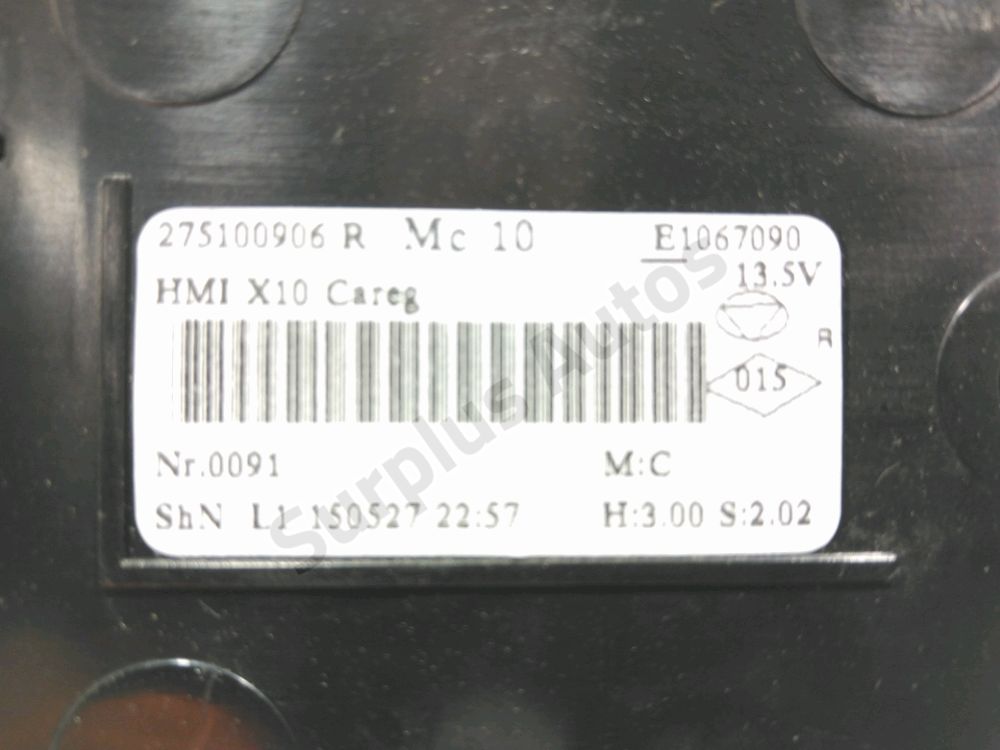 275100906 R Mc 10 E1067090
13.5V
HMI X10 Careg
R
015
Nr.0091 M:C
ShN L1 150527 22:57 H:3.00 S:2.02
Surplus Autos